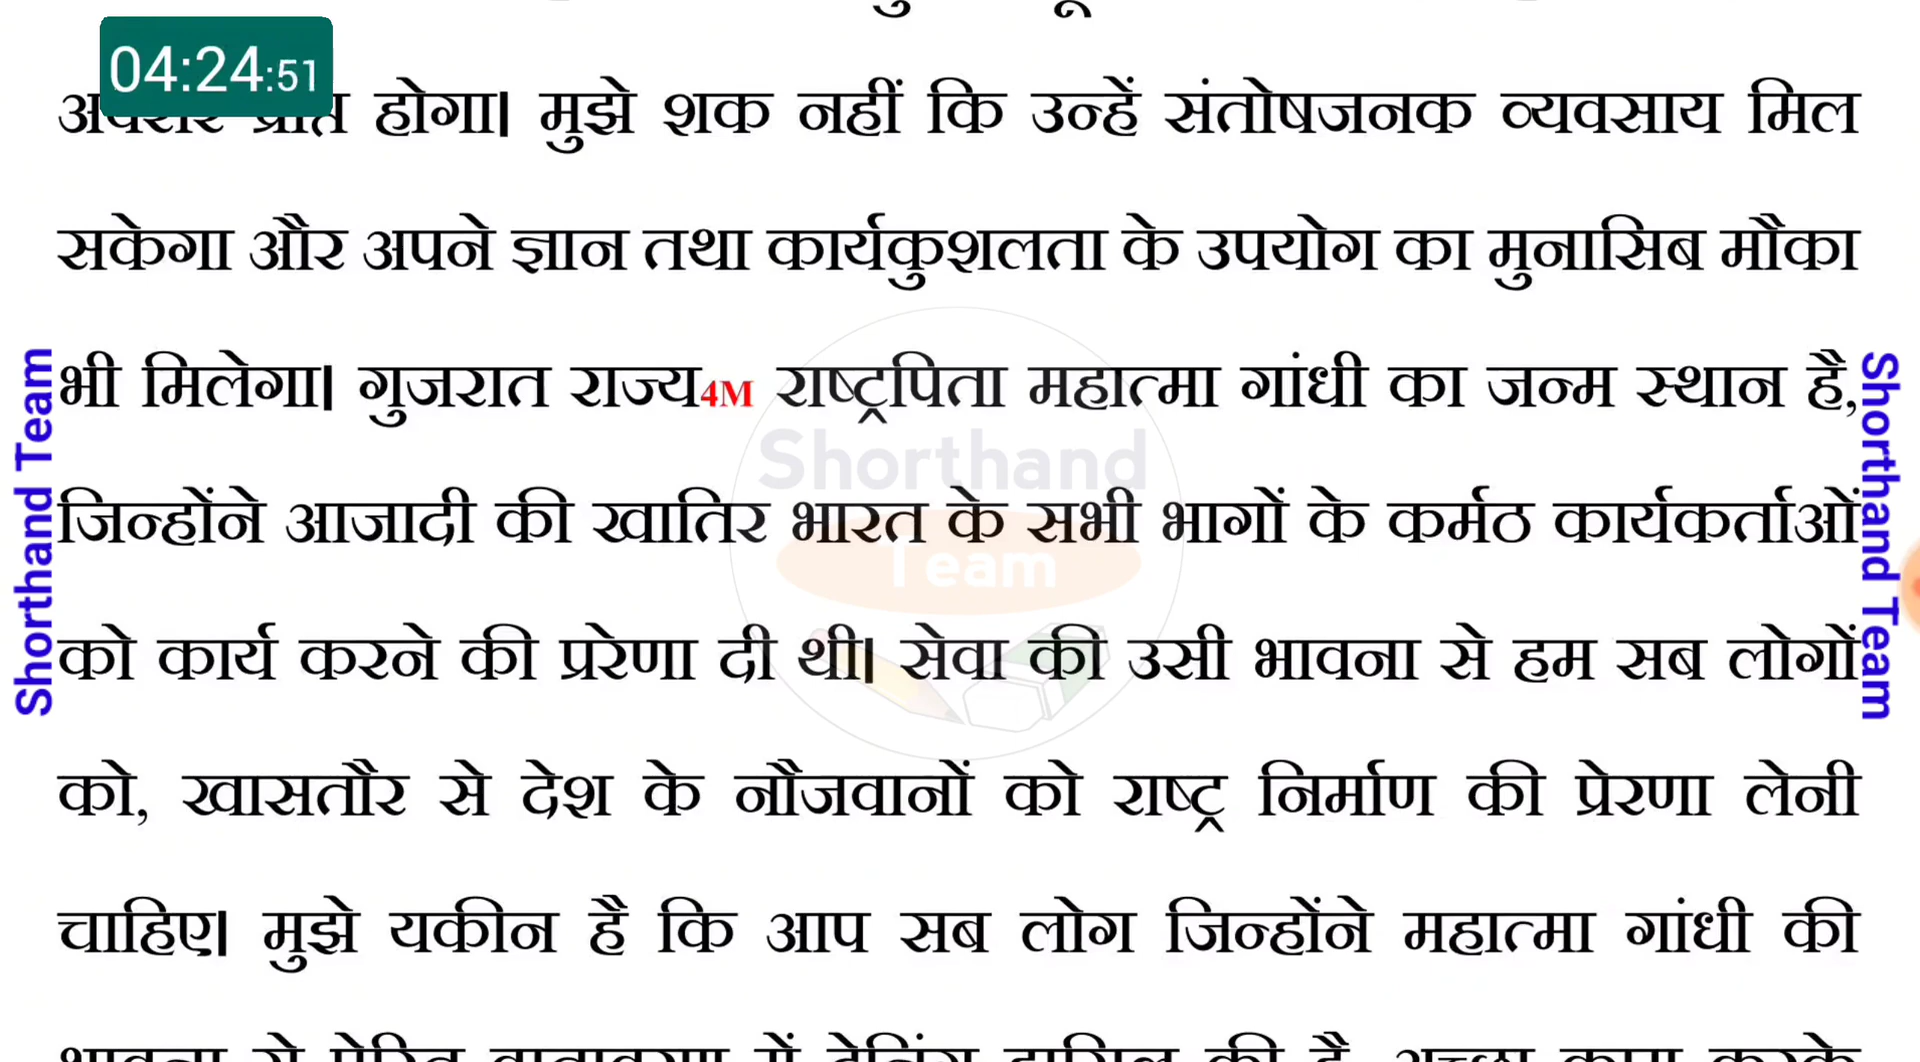 04:24:51
होगा। मुझे शक नहीं कि उन्हें संतोषजनक व्यवसाय मिल
सकेगा और अपने ज्ञान तथा कार्यकुशलता के उपयोग का मुनासिब मौका
भी मिलेगा। गुजरात राज्य4M राष्ट्रपिता महात्मा गांधी का जन्म स्थान है,
जिन्होंने आजादी की खातिर भारत के सभी भागों के कर्मठ कार्यकर्ताओं
को कार्य करने की प्ररेणा दी थी। सेवा की उसी भावना से हम सब लोगों
को, खासतौर से देश के नौजवानों को राष्ट्र निर्माण की प्रेरणा लेनी
चाहिए। मुझे यकीन है कि आप सब लोग जिन्होंने महात्मा गांधी की
Shorthand Team
Shorthand Team
Shorthand
Team